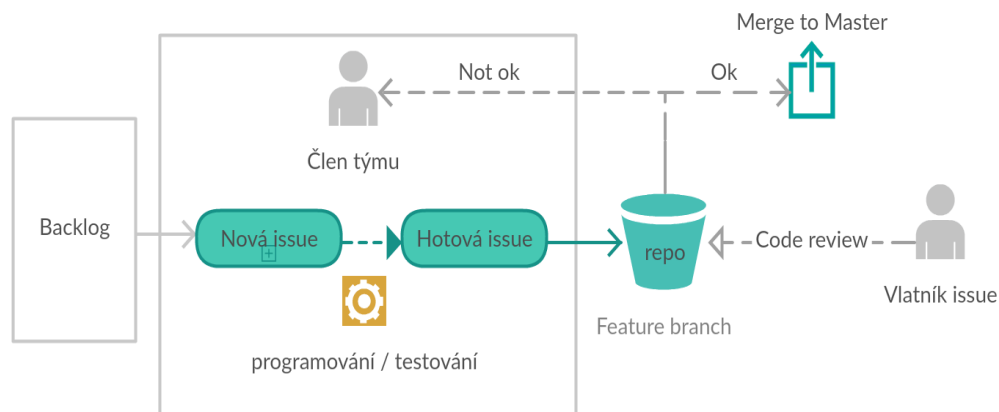 Merge to Master
Not ok
Ok
Člen týmu
Backlog
Nová issue
Hotová issue
repo
Code review
Vlatník issue
Feature branch
programování / testování